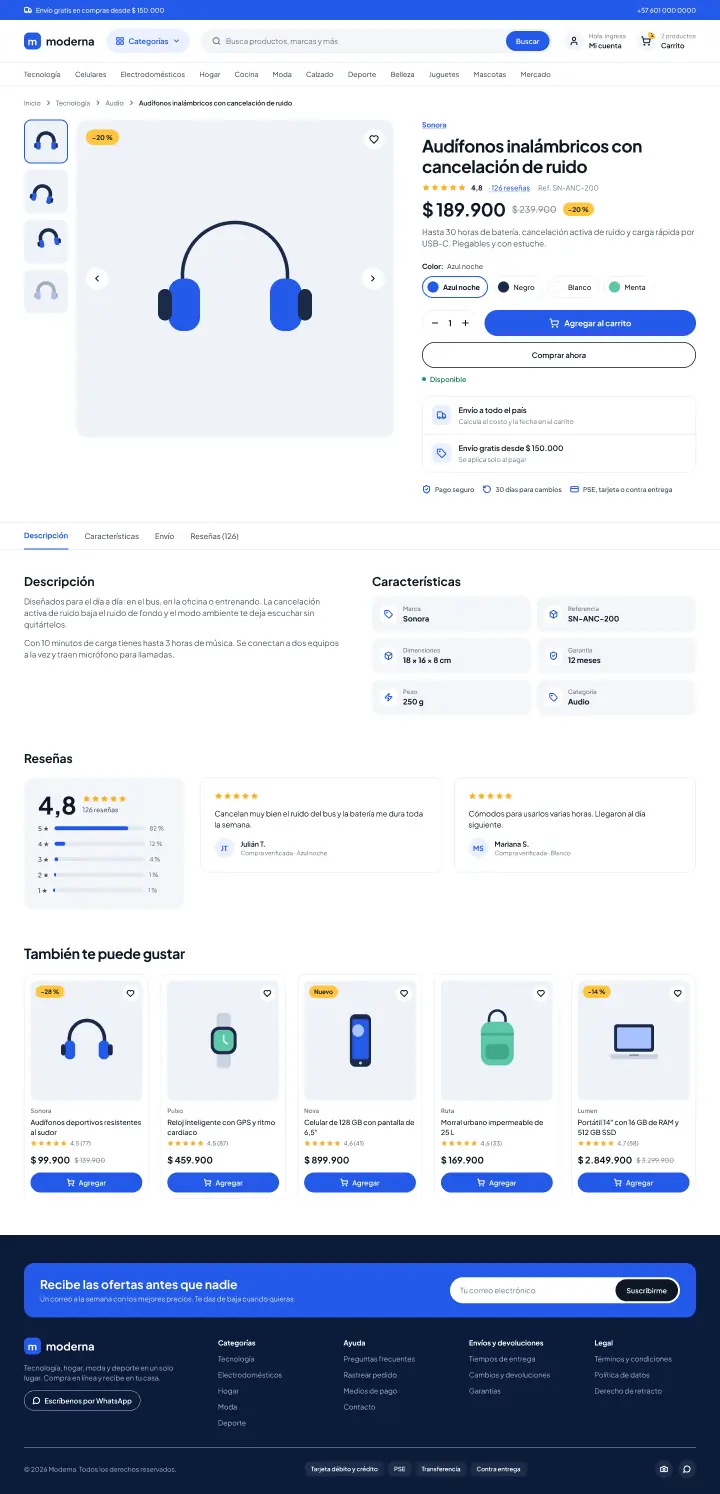 Envío gratis en compras desde $ 150.000
+57 601 000 0000
m moderna
Categorías
Busca productos, marcas y más
Buscar
Hola, ingresa
Mi cuenta
2
2 productos
Carrito
Tecnología Celulares Electrodomésticos Hogar Cocina Moda Calzado Deporte Belleza Juguetes Mascotas Mercado
Inicio > Tecnología > Audio > Audífonos inalámbricos con cancelación de ruido
−20 %
Sonora
Audífonos inalámbricos con
cancelación de ruido
★★★★★ 4,8 · 126 reseñas Ref. SN-ANC-200
$ 189.900 $ 239.900 −20 %
Hasta 30 horas de batería, cancelación activa de ruido y carga rápida por
USB-C. Plegables y con estuche.
Color: Azul noche
Azul noche Negro Blanco Menta
− 1 +
Agregar al carrito
Comprar ahora
Disponible
Envío a todo el país
Calcula el costo y la fecha en el carrito
Envío gratis desde $ 150.000
Se aplica solo al pagar
Pago seguro 30 días para cambios PSE, tarjeta o contra entrega
Descripción Características Envío Reseñas (126)
Descripción
Diseñados para el día a día: en el bus, en la oficina o entrenando. La cancelación
activa de ruido baja el ruido de fondo y el modo ambiente te deja escuchar sin
quitártelos.
Con 10 minutos de carga tienes hasta 3 horas de música. Se conectan a dos equipos
a la vez y traen micrófono para llamadas.
Características
Marca
Sonora
Referencia
SN-ANC-200
Dimensiones
18 × 16 × 8 cm
Garantía
12 meses
Peso
250 g
Categoría
Audio
Reseñas
4,8
★★★★★
126 reseñas
5 ★ 82 %
4 ★ 12 %
3 ★ 4 %
2 ★ 1 %
1 ★ 1 %
★★★★★
Cancelan muy bien el ruido del bus y la batería me dura toda
la semana.
JT
Julián T.
Compra verificada · Azul noche
★★★★★
Cómodos para usarlos varias horas. Llegaron al día
siguiente.
MS
Mariana S.
Compra verificada · Blanco
También te puede gustar
−28 %
Sonora
Audífonos deportivos resistentes
al sudor
★★★★★ 4,5 (77)
$ 99.900 $ 139.900
Agregar
Pulso
Reloj inteligente con GPS y ritmo
cardíaco
★★★★★ 4,5 (87)
$ 459.900
Agregar
Nuevo
Nova
Celular de 128 GB con pantalla de
6,5"
★★★★★ 4,6 (41)
$ 899.900
Agregar
Ruta
Morral urbano impermeable de
25 L
★★★★★ 4,6 (33)
$ 169.900
Agregar
−14 %
Lumen
Portátil 14" con 16 GB de RAM y
512 GB SSD
★★★★★ 4,7 (58)
$ 2.849.900 $ 3.299.900
Agregar
Recibe las ofertas antes que nadie
Un correo a la semana con los mejores precios. Te das de baja cuando quieras.
Tu correo electrónico
Suscribirme
m moderna
Tecnología, hogar, moda y deporte en un solo
lugar. Compra en línea y recibe en tu casa.
Escríbenos por WhatsApp
Categorías
Tecnología
Electrodomésticos
Hogar
Moda
Deporte
Ayuda
Preguntas frecuentes
Rastrear pedido
Medios de pago
Contacto
Envíos y devoluciones
Tiempos de entrega
Cambios y devoluciones
Garantías
Legal
Términos y condiciones
Política de datos
Derecho de retracto
© 2026 Moderna. Todos los derechos reservados.
Tarjeta débito y crédito PSE Transferencia Contra entrega